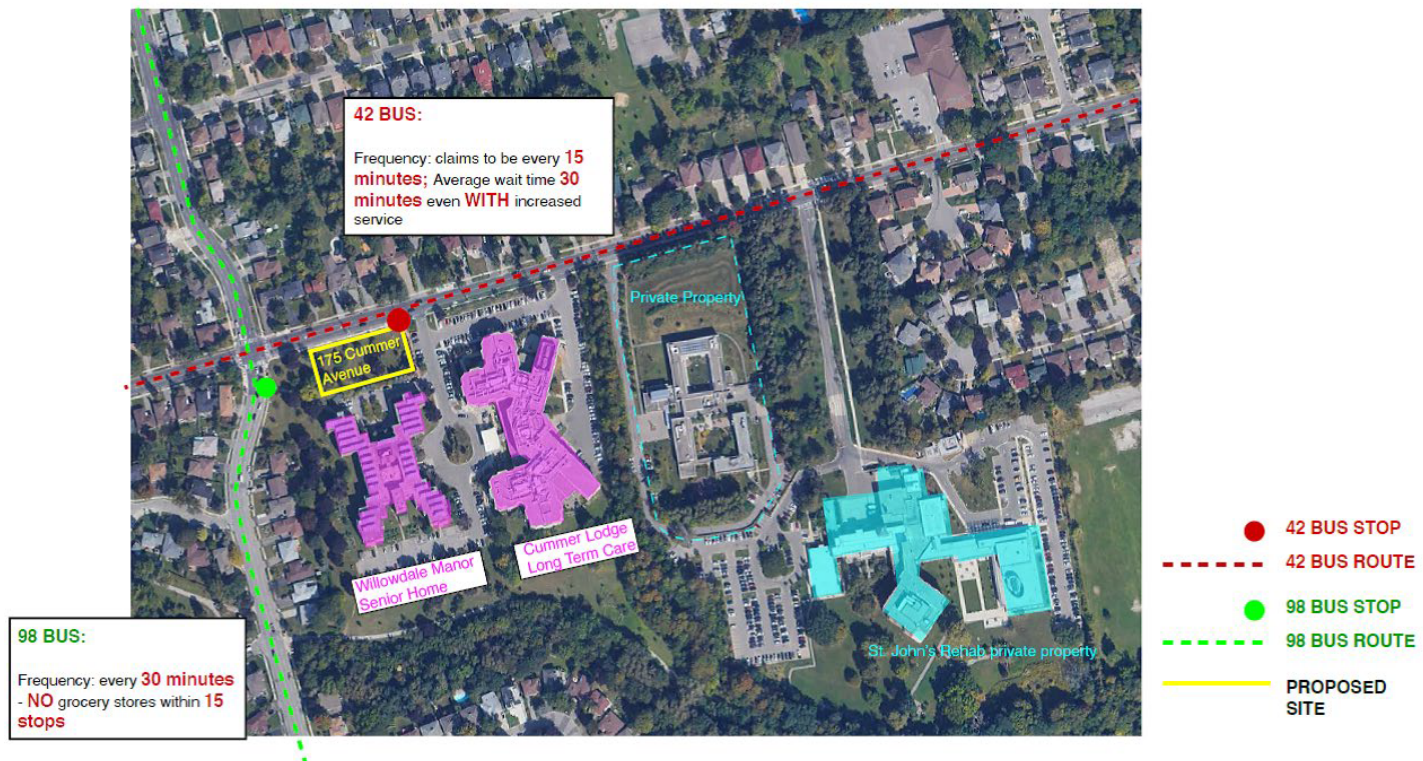 42 BUS:
Frequency: claims to be every 15
minutes; Average wait time 30
minutes even WITH increased
service
Private Property
175 Cummer
Avenue
Willowdale Manor
Senior Home
Cummer Lodge
Long Term Care
St. John's Rehab private property
98 BUS:
Frequency: every 30 minutes
- NO grocery stores within 15
stops
42 BUS STOP
42 BUS ROUTE
98 BUS STOP
98 BUS ROUTE
PROPOSED
SITE